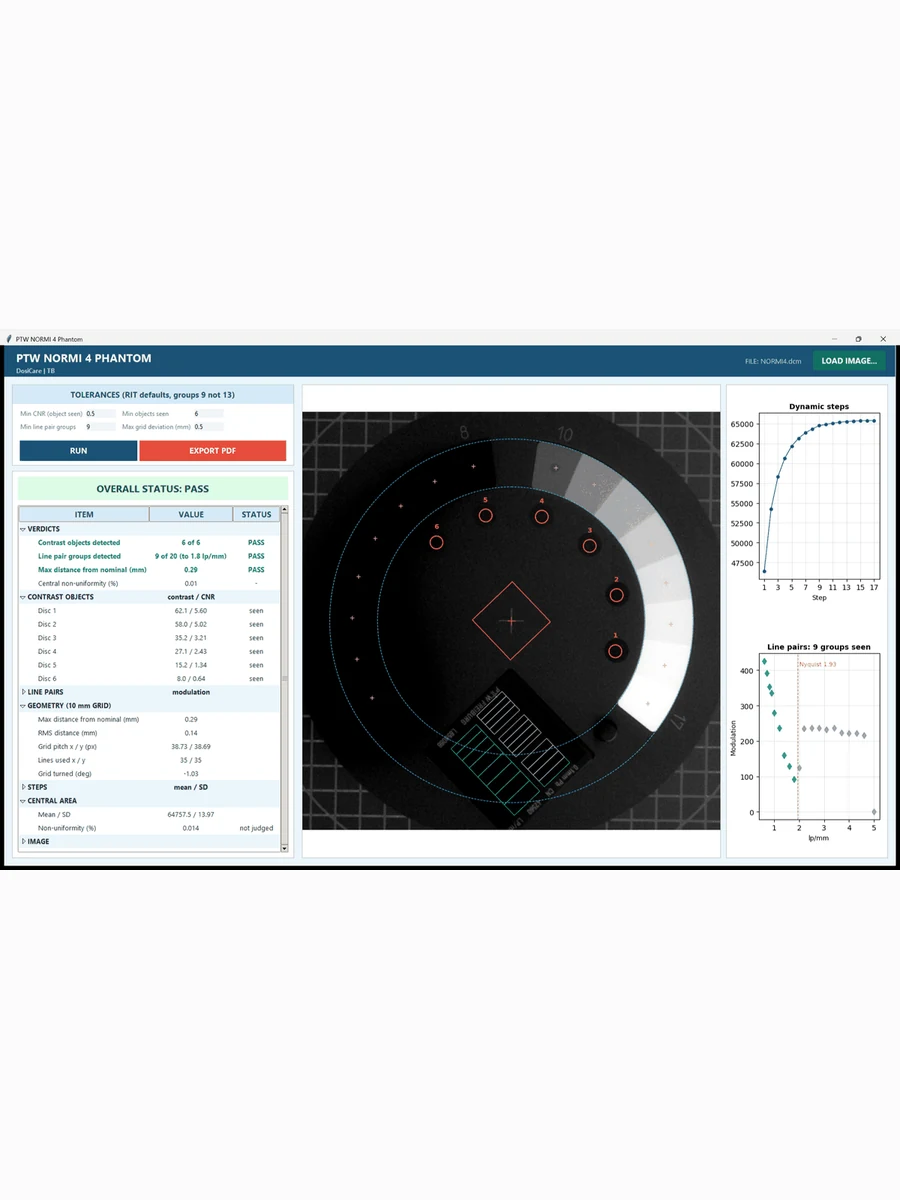 PTW NORMI 4 PHANTOM
PTW NORMI 4 PHANTOM
DosiCare | TB
FILE: NORMI4.dcm
LOAD IMAGE...
TOLERANCES (RIT defaults, groups 9 not 13)
Min CNR (object seen) 0.5 Min objects seen 6
Min line pair groups 9 Max grid deviation (mm) 0.5
RUN EXPORT PDF
OVERALL STATUS: PASS
ITEM VALUE STATUS
VERDICTS
Contrast objects detected 6 of 6 PASS
Line pair groups detected 9 of 20 (to 1.8 lp/mm) PASS
Max distance from nominal (mm) 0.29 PASS
Central non-uniformity (%) 0.01 -
CONTRAST OBJECTS contrast / CNR
Disc 1 62.1 / 5.60 seen
Disc 2 58.0 / 5.02 seen
Disc 3 35.2 / 3.21 seen
Disc 4 27.1 / 2.43 seen
Disc 5 15.2 / 1.34 seen
Disc 6 8.0 / 0.64 seen
LINE PAIRS modulation
GEOMETRY (10 mm GRID)
Max distance from nominal (mm) 0.29
RMS distance (mm) 0.14
Grid pitch x / y (px) 38.73 / 38.69
Lines used x / y 35 / 35
Grid turned (deg) -1.03
STEPS mean / SD
CENTRAL AREA
Mean / SD 64757.5 / 13.97
Non-uniformity (%) 0.014 not judged
IMAGE
8
10
17
6
5
4
3
2
1
Dynamic steps
65000
62500
60000
57500
55000
52500
50000
47500
1 3 5 7 9 11 13 15 17
Step
Line pairs: 9 groups seen
Nyquist 1.93
Modulation
400
300
200
100
0
1 2 3 4 5
lp/mm